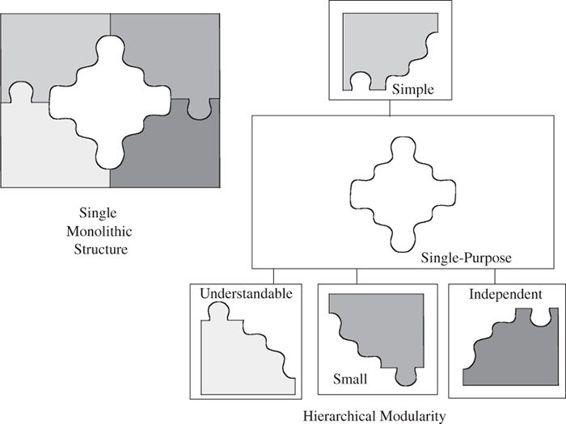 Simple
Single
Monolithic
Structure
Single-Purpose
Understandable
Small
Independent
Hierarchical Modularity